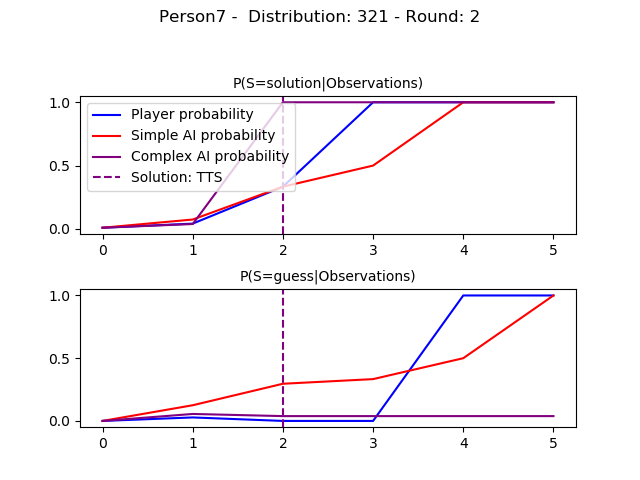 Person7 -  Distribution: 321 - Round: 2
P(S=solution|Observations)
1.0
0.5
0.0
Player probability
Simple AI probability
Complex AI probability
Solution: TTS
0 1 2 3 4 5
P(S=guess|Observations)
1.0
0.5
0.0
0 1 2 3 4 5